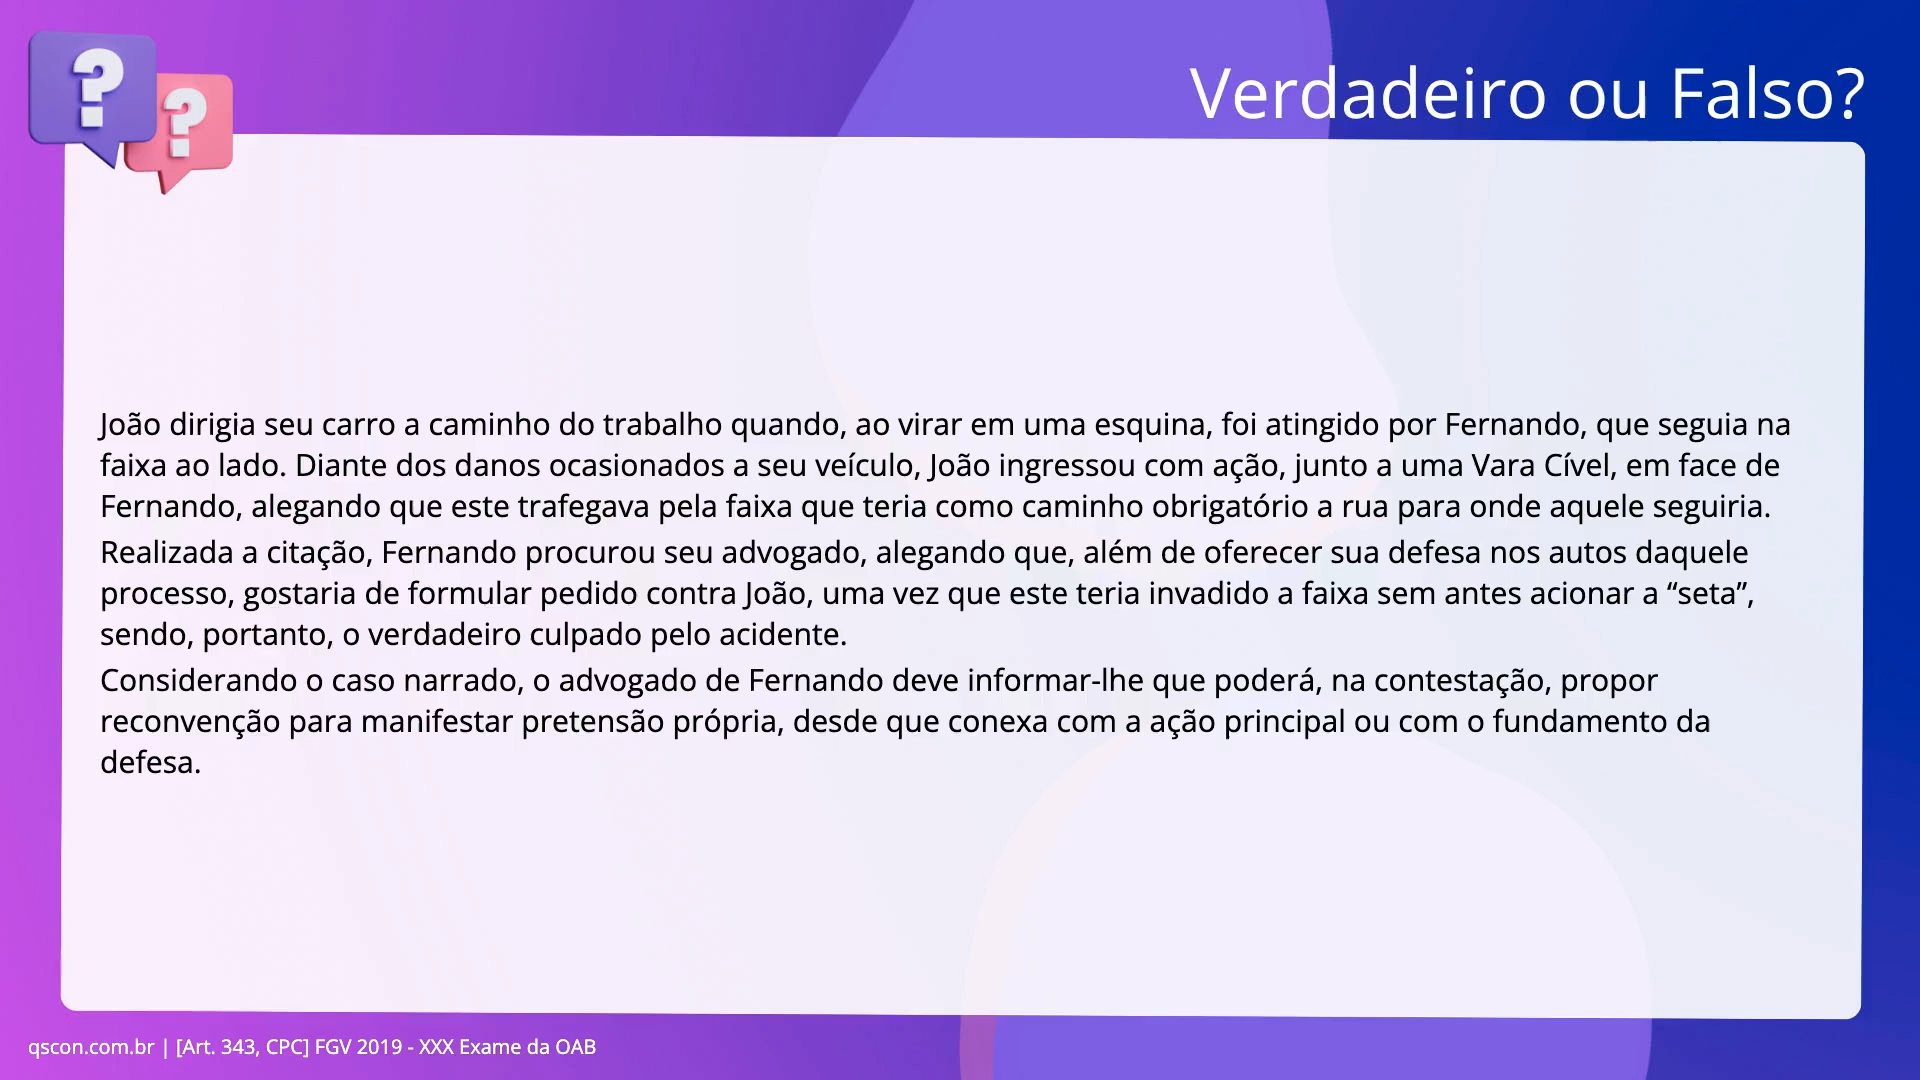 Verdadeiro ou Falso?
João dirigia seu carro a caminho do trabalho quando, ao virar em uma esquina, foi atingido por Fernando, que seguia na
faixa ao lado. Diante dos danos ocasionados a seu veículo, João ingressou com ação, junto a uma Vara Cível, em face de
Fernando, alegando que este trafegava pela faixa que teria como caminho obrigatório a rua para onde aquele seguiria.
Realizada a citação, Fernando procurou seu advogado, alegando que, além de oferecer sua defesa nos autos daquele
processo, gostaria de formular pedido contra João, uma vez que este teria invadido a faixa sem antes acionar a “seta”,
sendo, portanto, o verdadeiro culpado pelo acidente.
Considerando o caso narrado, o advogado de Fernando deve informar-lhe que poderá, na contestação, propor
reconvenção para manifestar pretensão própria, desde que conexa com a ação principal ou com o fundamento da
defesa.
qscon.com.br | [Art. 343, CPC] FGV 2019 - XXX Exame da OAB